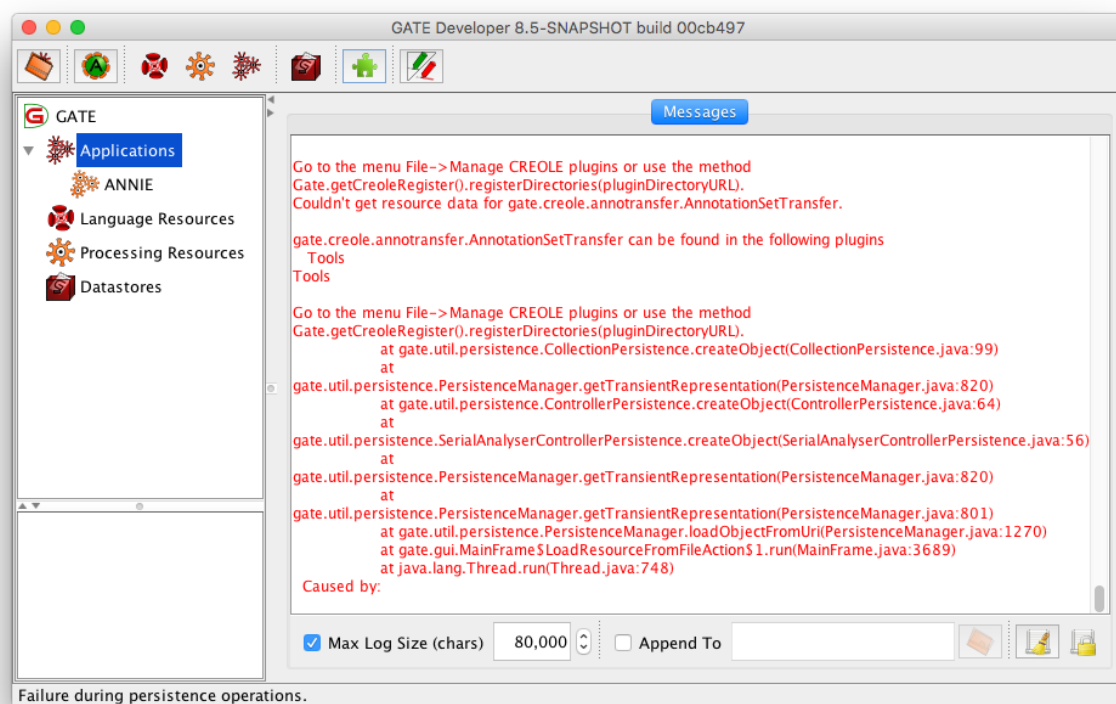 GATE Developer 8.5-SNAPSHOT build 00cb497
GATE
Applications
ANNIE
Language Resources
Processing Resources
Datastores
Messages
Go to the menu File->Manage CREOLE plugins or use the method
Gate.getCreoleRegister().registerDirectories(pluginDirectoryURL).
Couldn't get resource data for gate.creole.annotransfer.AnnotationSetTransfer.
gate.creole.annotransfer.AnnotationSetTransfer can be found in the following plugins
Tools
Tools
Go to the menu File->Manage CREOLE plugins or use the method
Gate.getCreoleRegister().registerDirectories(pluginDirectoryURL).
at gate.util.persistence.CollectionPersistence.createObject(CollectionPersistence.java:99)
at
gate.util.persistence.PersistenceManager.getTransientRepresentation(PersistenceManager.java:820)
at gate.util.persistence.ControllerPersistence.createObject(ControllerPersistence.java:64)
at
gate.util.persistence.SerialAnalyserControllerPersistence.createObject(SerialAnalyserControllerPersistence.java:56)
at
gate.util.persistence.PersistenceManager.getTransientRepresentation(PersistenceManager.java:820)
at
gate.util.persistence.PersistenceManager.getTransientRepresentation(PersistenceManager.java:801)
at gate.util.persistence.PersistenceManager.loadObjectFromUri(PersistenceManager.java:1270)
at gate.gui.MainFrame$LoadResourceFromFileAction$1.run(MainFrame.java:3689)
at java.lang.Thread.run(Thread.java:748)
Caused by:
Max Log Size (chars) 80,000 Append To
Failure during persistence operations.